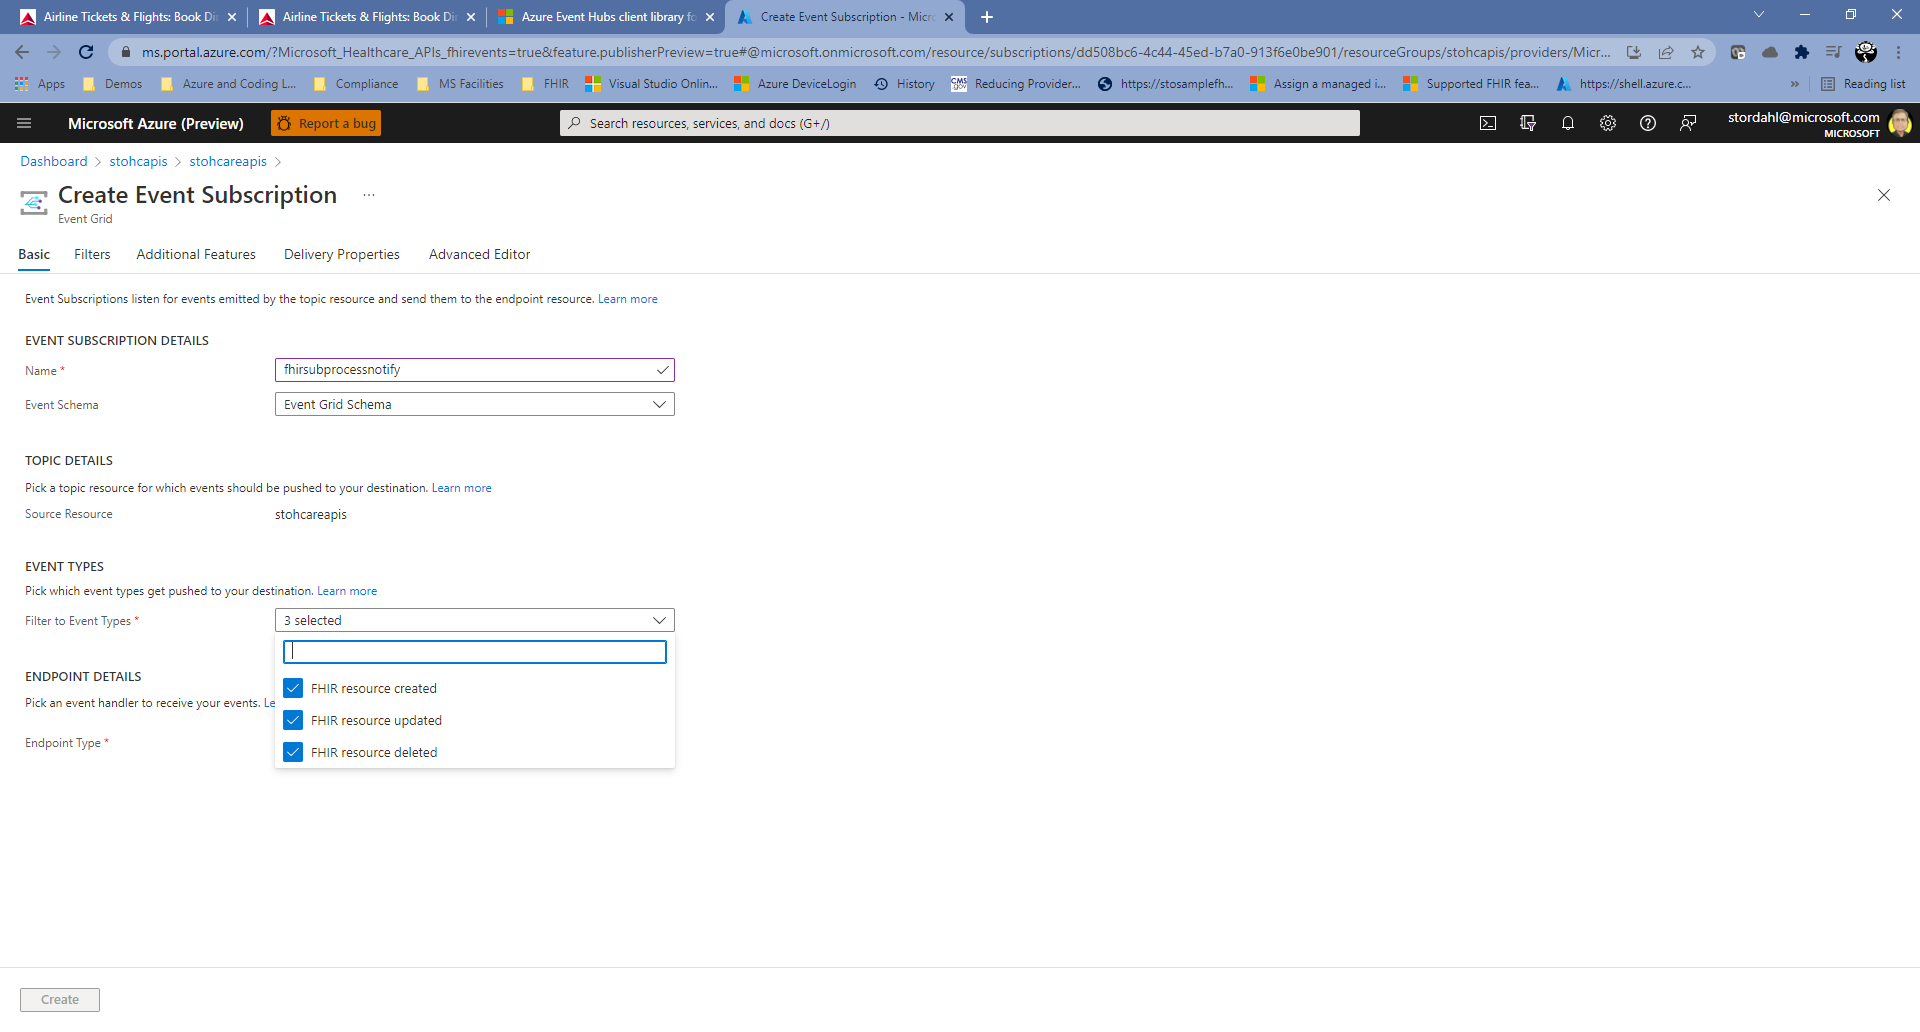 Airline Tickets & Flights: Book Di
Airline Tickets & Flights: Book Di
Azure Event Hubs client library fo
Create Event Subscription - Micr
ms.portal.azure.com/?Microsoft_Healthcare_APIs_fhirevents=true&feature.publisherPreview=true#@microsoft.onmicrosoft.com/resource/subscriptions/dd508bc6-4c44-45ed-b7a0-913f6e0be901/resourceGroups/stohcapis/providers/Micr...
Apps
Demos
Azure and Coding L...
Compliance
MS Facilities
FHIR
Visual Studio Onlin...
Azure DeviceLogin
History
CMS.gov
Reducing Provider...
https://stosamplefh...
Assign a managed i...
Supported FHIR fea...
https://shell.azure.c...
»
Reading list
Microsoft Azure (Preview)
Report a bug
Search resources, services, and docs (G+/)
stordahl@microsoft.com
MICROSOFT
Dashboard > stohcapis > stohcareapis >
Create Event Subscription ...
Event Grid
Basic
Filters
Additional Features
Delivery Properties
Advanced Editor
Event Subscriptions listen for events emitted by the topic resource and send them to the endpoint resource. Learn more
EVENT SUBSCRIPTION DETAILS
Name *
fhirsubprocessnotify
Event Schema
Event Grid Schema
TOPIC DETAILS
Pick a topic resource for which events should be pushed to your destination. Learn more
Source Resource
stohcareapis
EVENT TYPES
Pick which event types get pushed to your destination. Learn more
Filter to Event Types *
3 selected
FHIR resource created
FHIR resource updated
FHIR resource deleted
ENDPOINT DETAILS
Pick an event handler to receive your events. Le
Endpoint Type *
Create